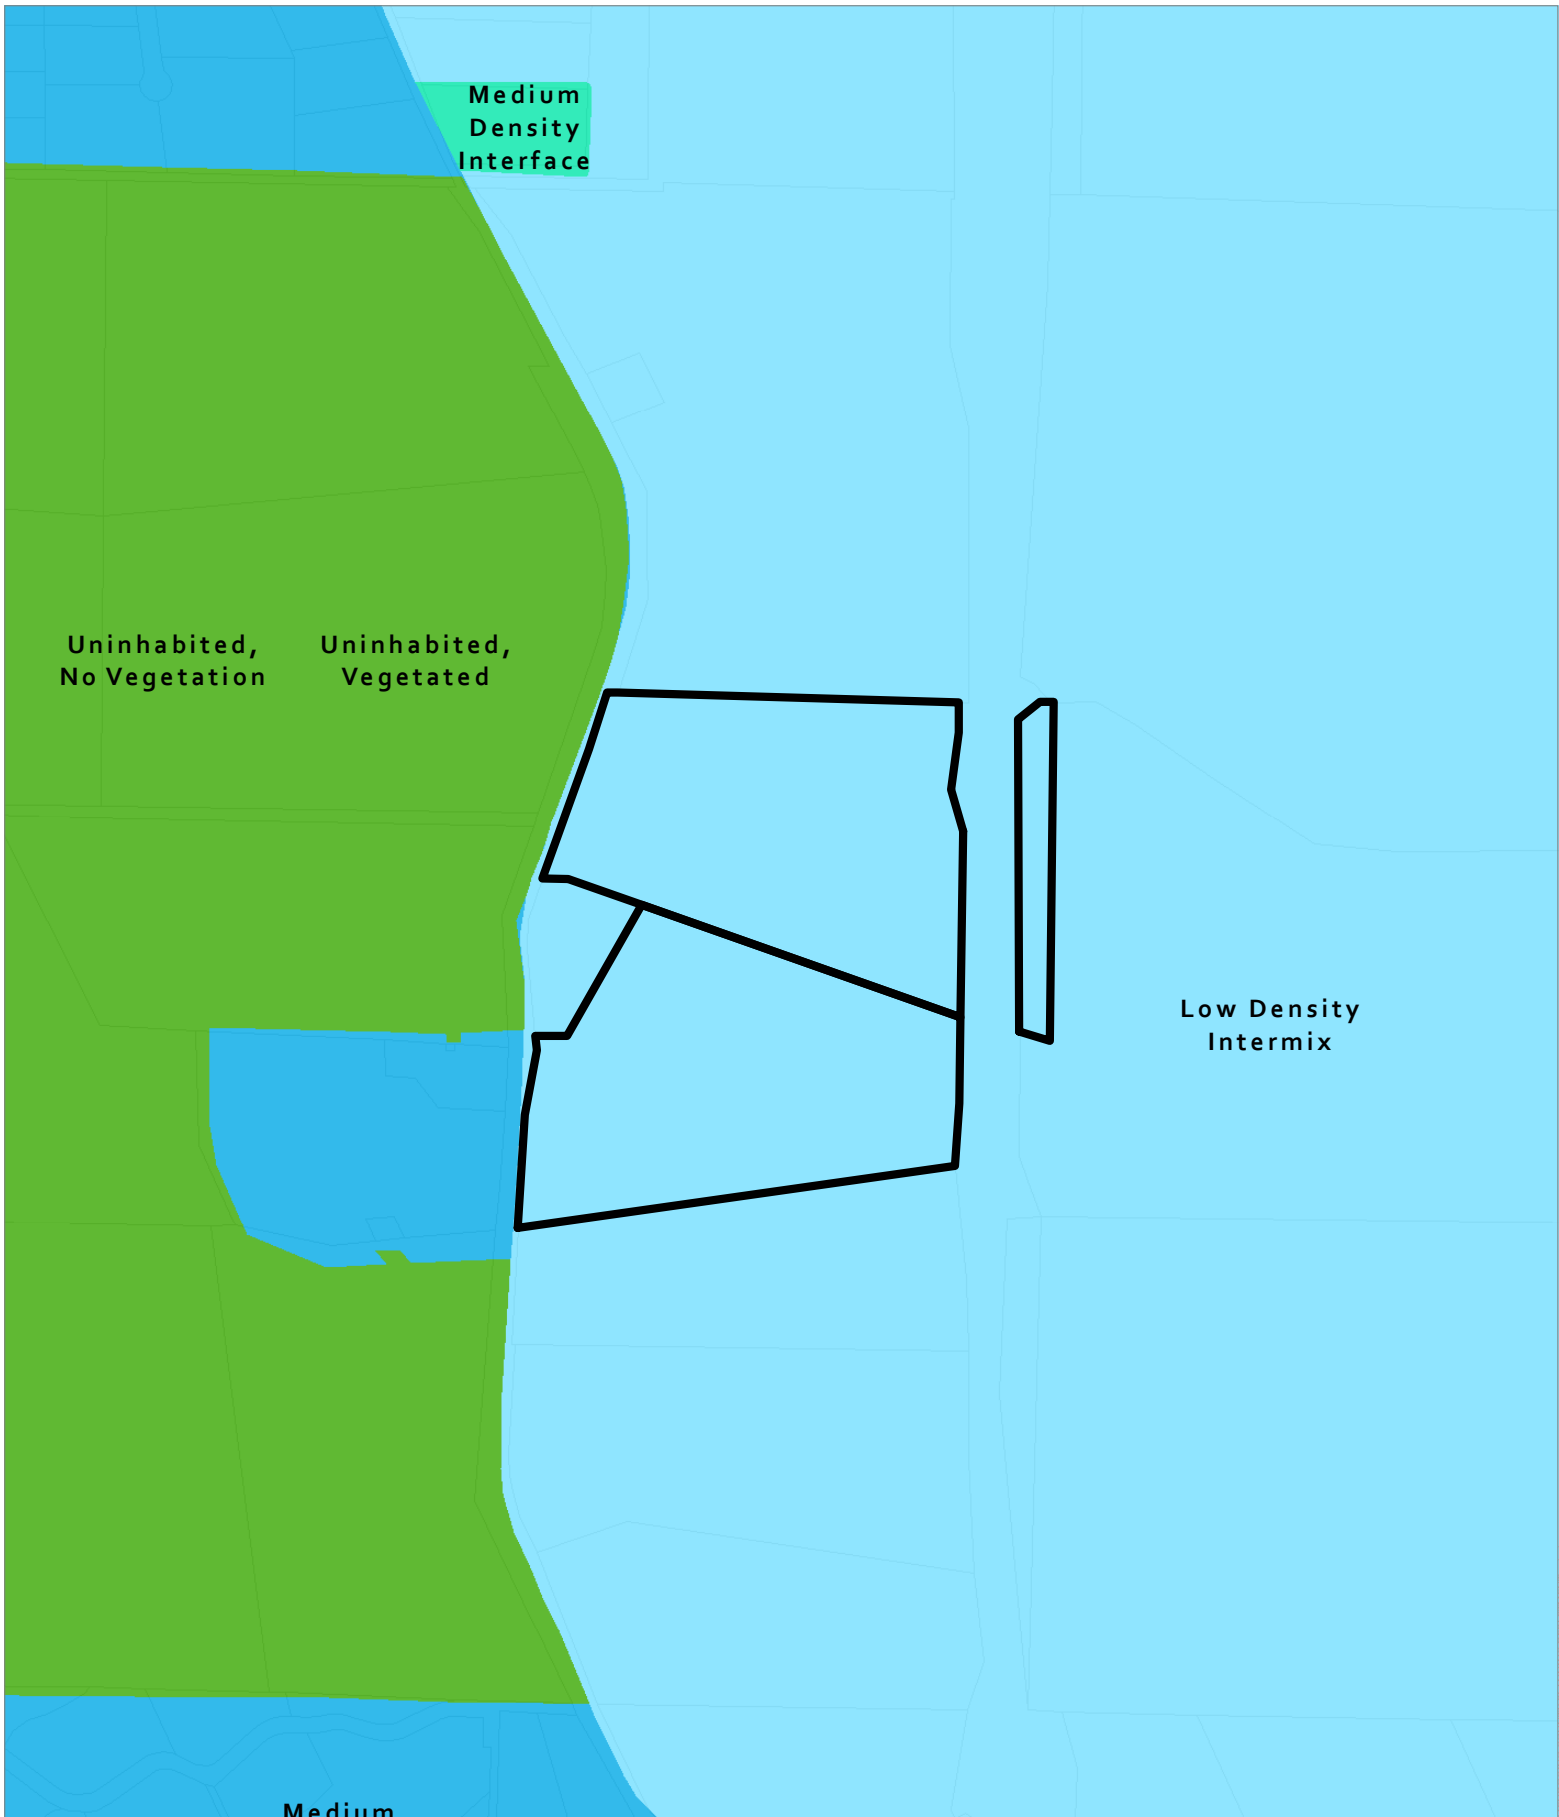 Medium
Density
Interface
Uninhabited,
No Vegetation
Uninhabited,
Vegetated
Low Density
Intermix
Medium